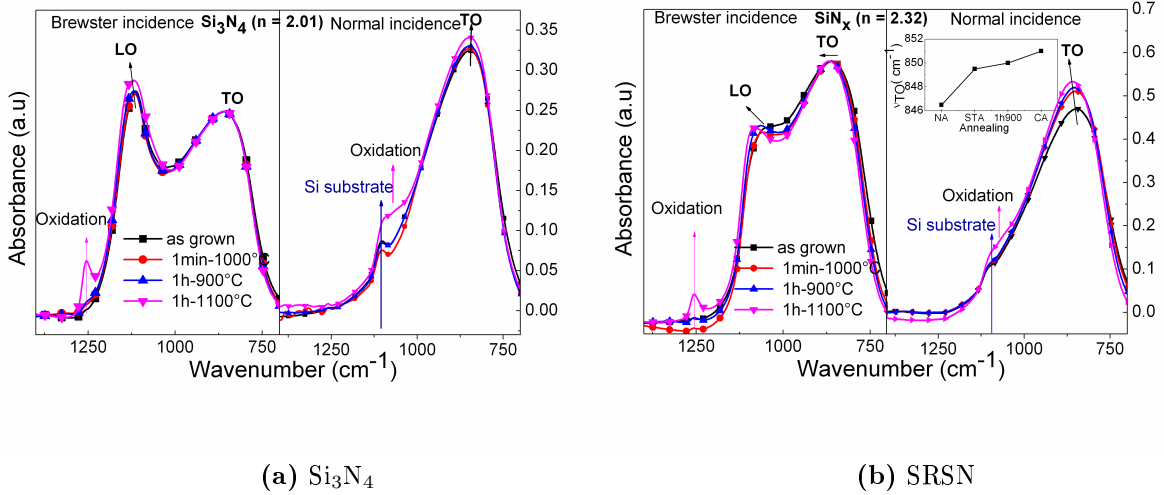 Brewster incidence Si3N4 (n = 2.01) Normal incidence
LO
TO
TO
Oxidation
Oxidation
Si substrate
as grown
1min-1000°C
1h-900°C
1h-1100°C
Absorbance (a.u)
0.35
0.30
0.25
0.20
0.15
0.10
0.05
0.00
1250 1000 750 1250 1000 750
Wavenumber (cm-1)
(a) Si3N4
Brewster incidence SiNx (n = 2.32) Normal incidence
TO
LO
TO
νTO( cm-1)
852
850
848
846
NA STA 1h900 CA
Annealing
Oxidation
Oxidation
Si substrate
as grown
1min-1000°C
1h-900°C
1h-1100°C
Absorbance (a.u)
0.7
0.6
0.5
0.4
0.3
0.2
0.1
0.0
1250 1000 750 1250 1000 750
Wavenumber (cm-1)
(b) SRSN